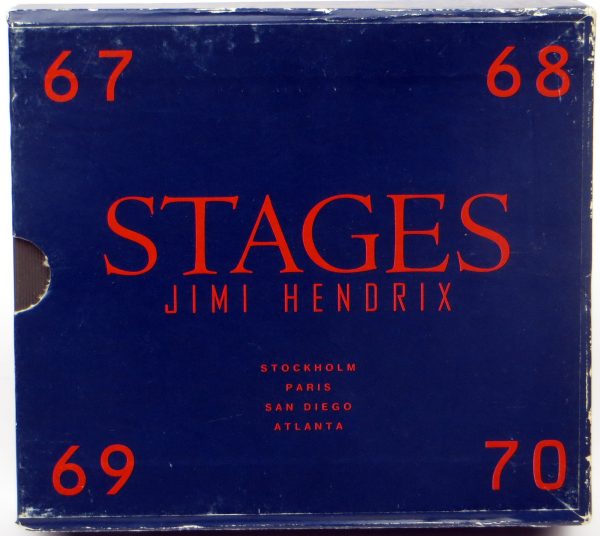 67 68
STAGES
JIMI HENDRIX
STOCKHOLM
PARIS
SAN DIEGO
ATLANTA
69 70